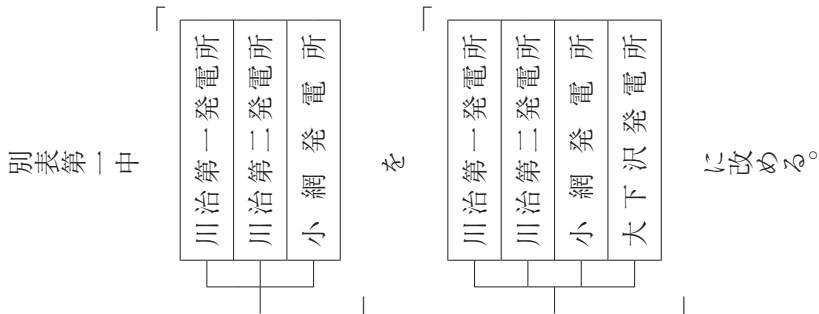 別表第一中
「
川治第一発電所
川治第二発電所
小網発電所
」
を
「
川治第一発電所
川治第二発電所
小網発電所
大下沢発電所
」
に改める。